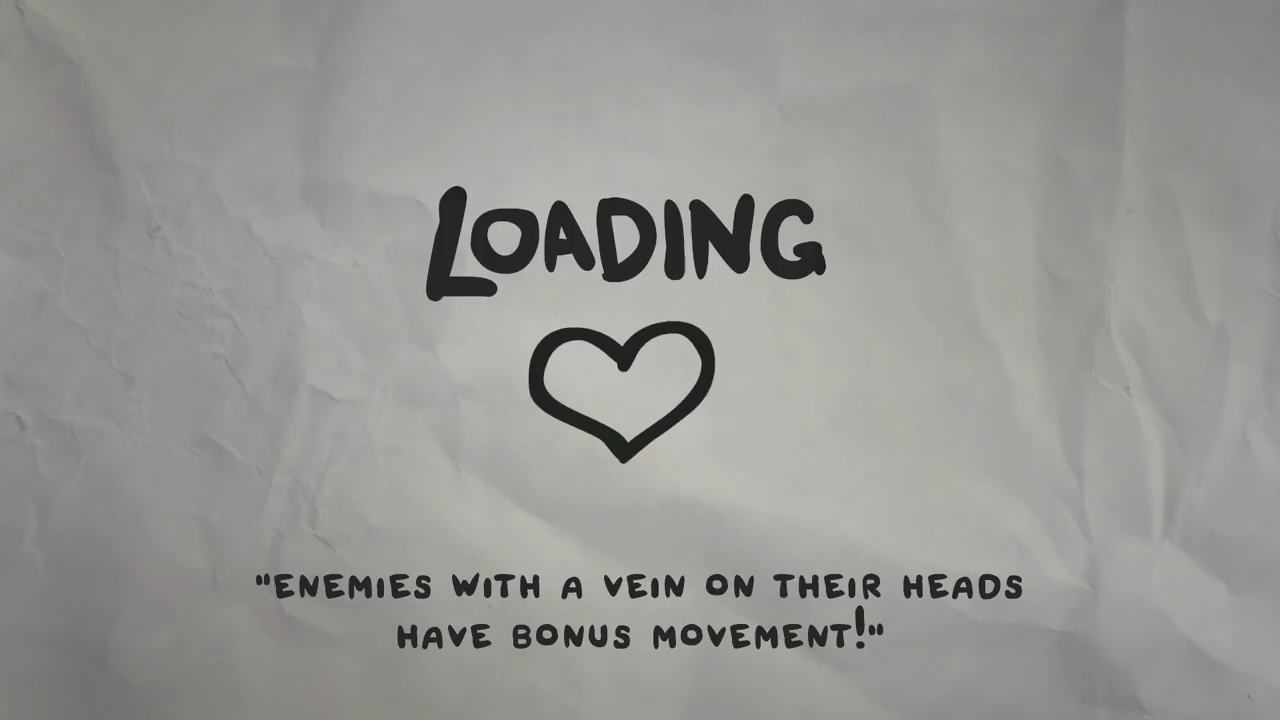 LOADING
"ENEMIES WITH A VEIN ON THEIR HEADS
HAVE BONUS MOVEMENT!"